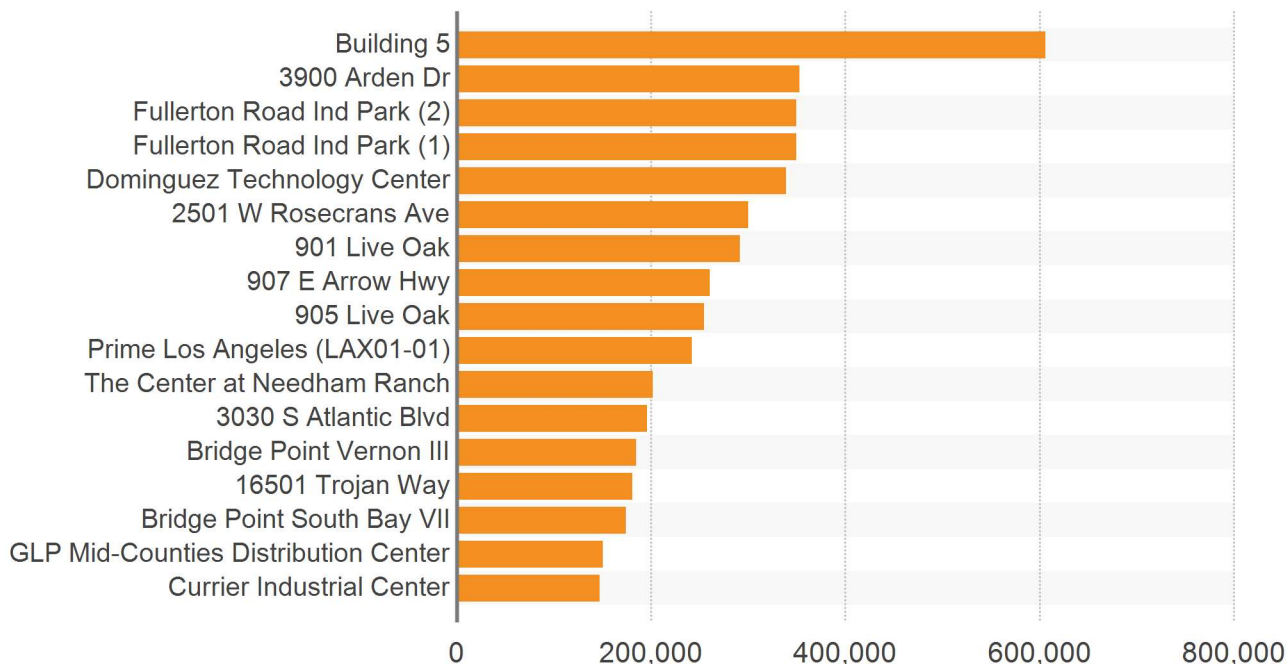 Building 5
3900 Arden Dr
Fullerton Road Ind Park (2)
Fullerton Road Ind Park (1)
Dominguez Technology Center
2501 W Rosecrans Ave
901 Live Oak
907 E Arrow Hwy
905 Live Oak
Prime Los Angeles (LAX01-01)
The Center at Needham Ranch
3030 S Atlantic Blvd
Bridge Point Vernon III
16501 Trojan Way
Bridge Point South Bay VII
GLP Mid-Counties Distribution Center
Currier Industrial Center
0 200,000 400,000 600,000 800,000